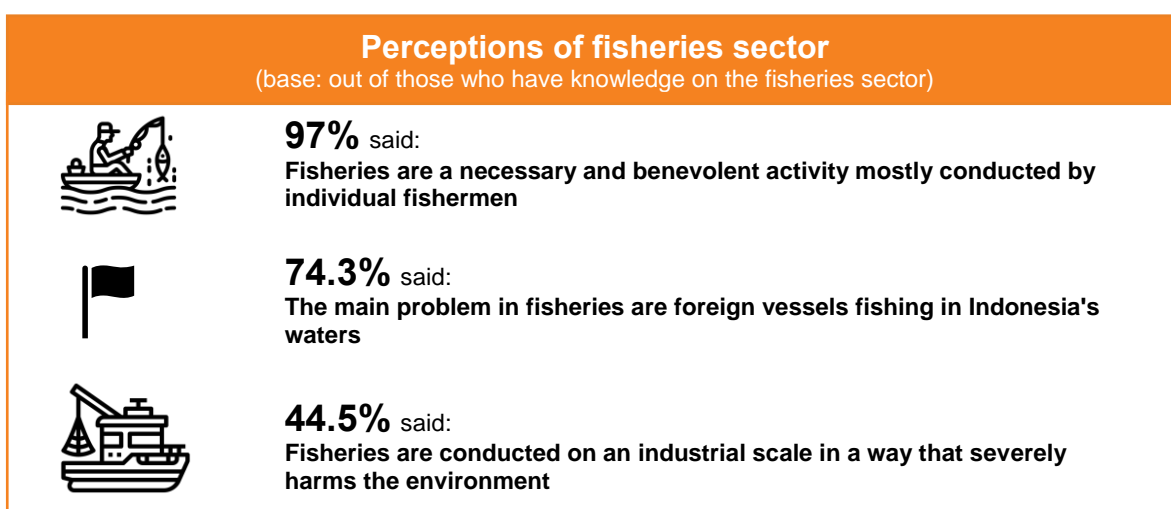 Perceptions of fisheries sector
(base: out of those who have knowledge on the fisheries sector)
97% said:
Fisheries are a necessary and benevolent activity mostly conducted by
individual fishermen
74.3% said:
The main problem in fisheries are foreign vessels fishing in Indonesia's
waters
44.5% said:
Fisheries are conducted on an industrial scale in a way that severely
harms the environment